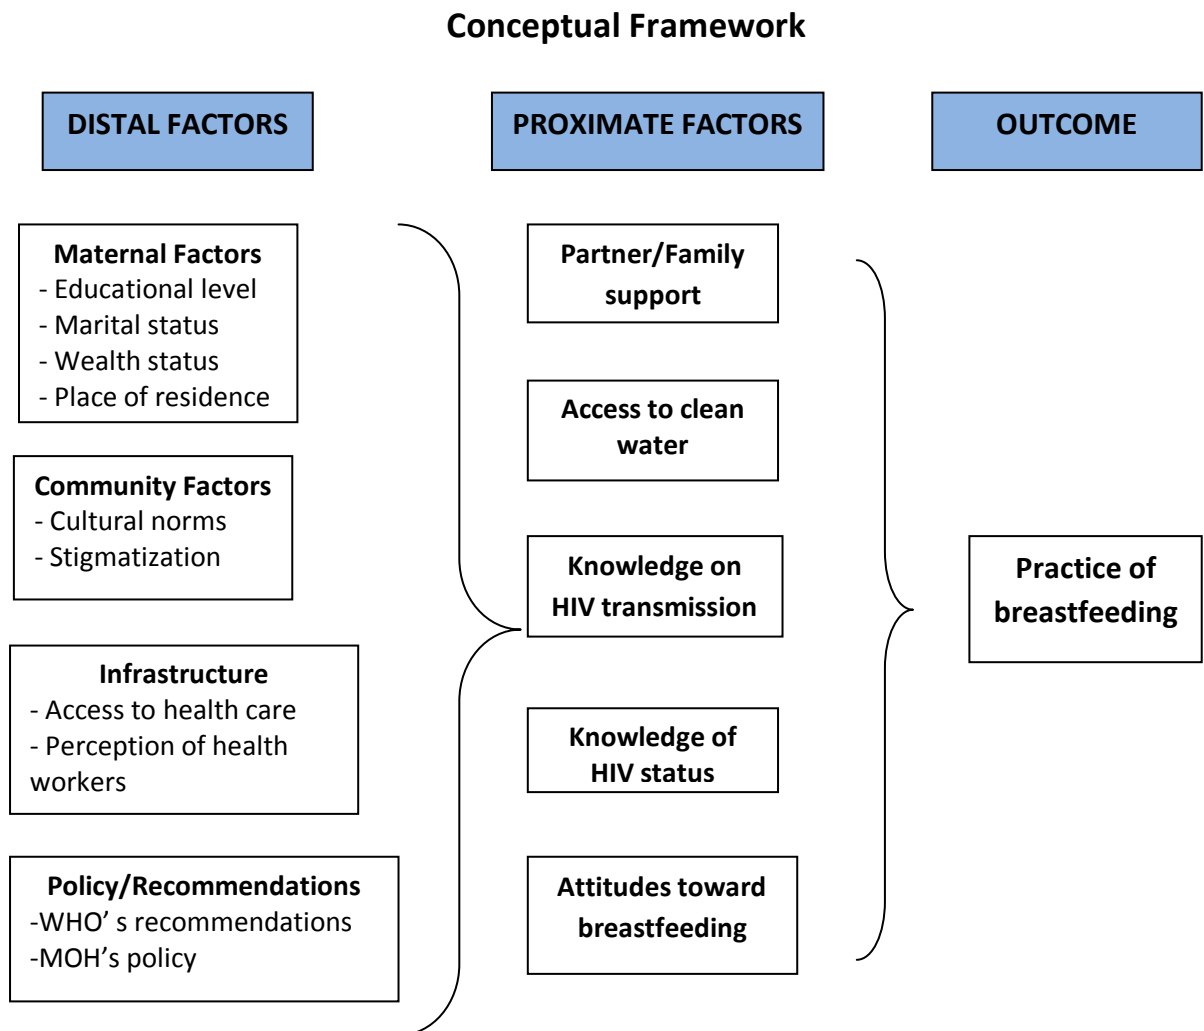 Conceptual Framework
DISTAL FACTORS
PROXIMATE FACTORS
OUTCOME
Maternal Factors
- Educational level
- Marital status
- Wealth status
- Place of residence
Community Factors
- Cultural norms
- Stigmatization
Infrastructure
- Access to health care
- Perception of health
workers
Policy/Recommendations
-WHO’ s recommendations
-MOH’s policy
Partner/Family
support
Access to clean
water
Knowledge on
HIV transmission
Knowledge of
HIV status
Attitudes toward
breastfeeding
Practice of
breastfeeding